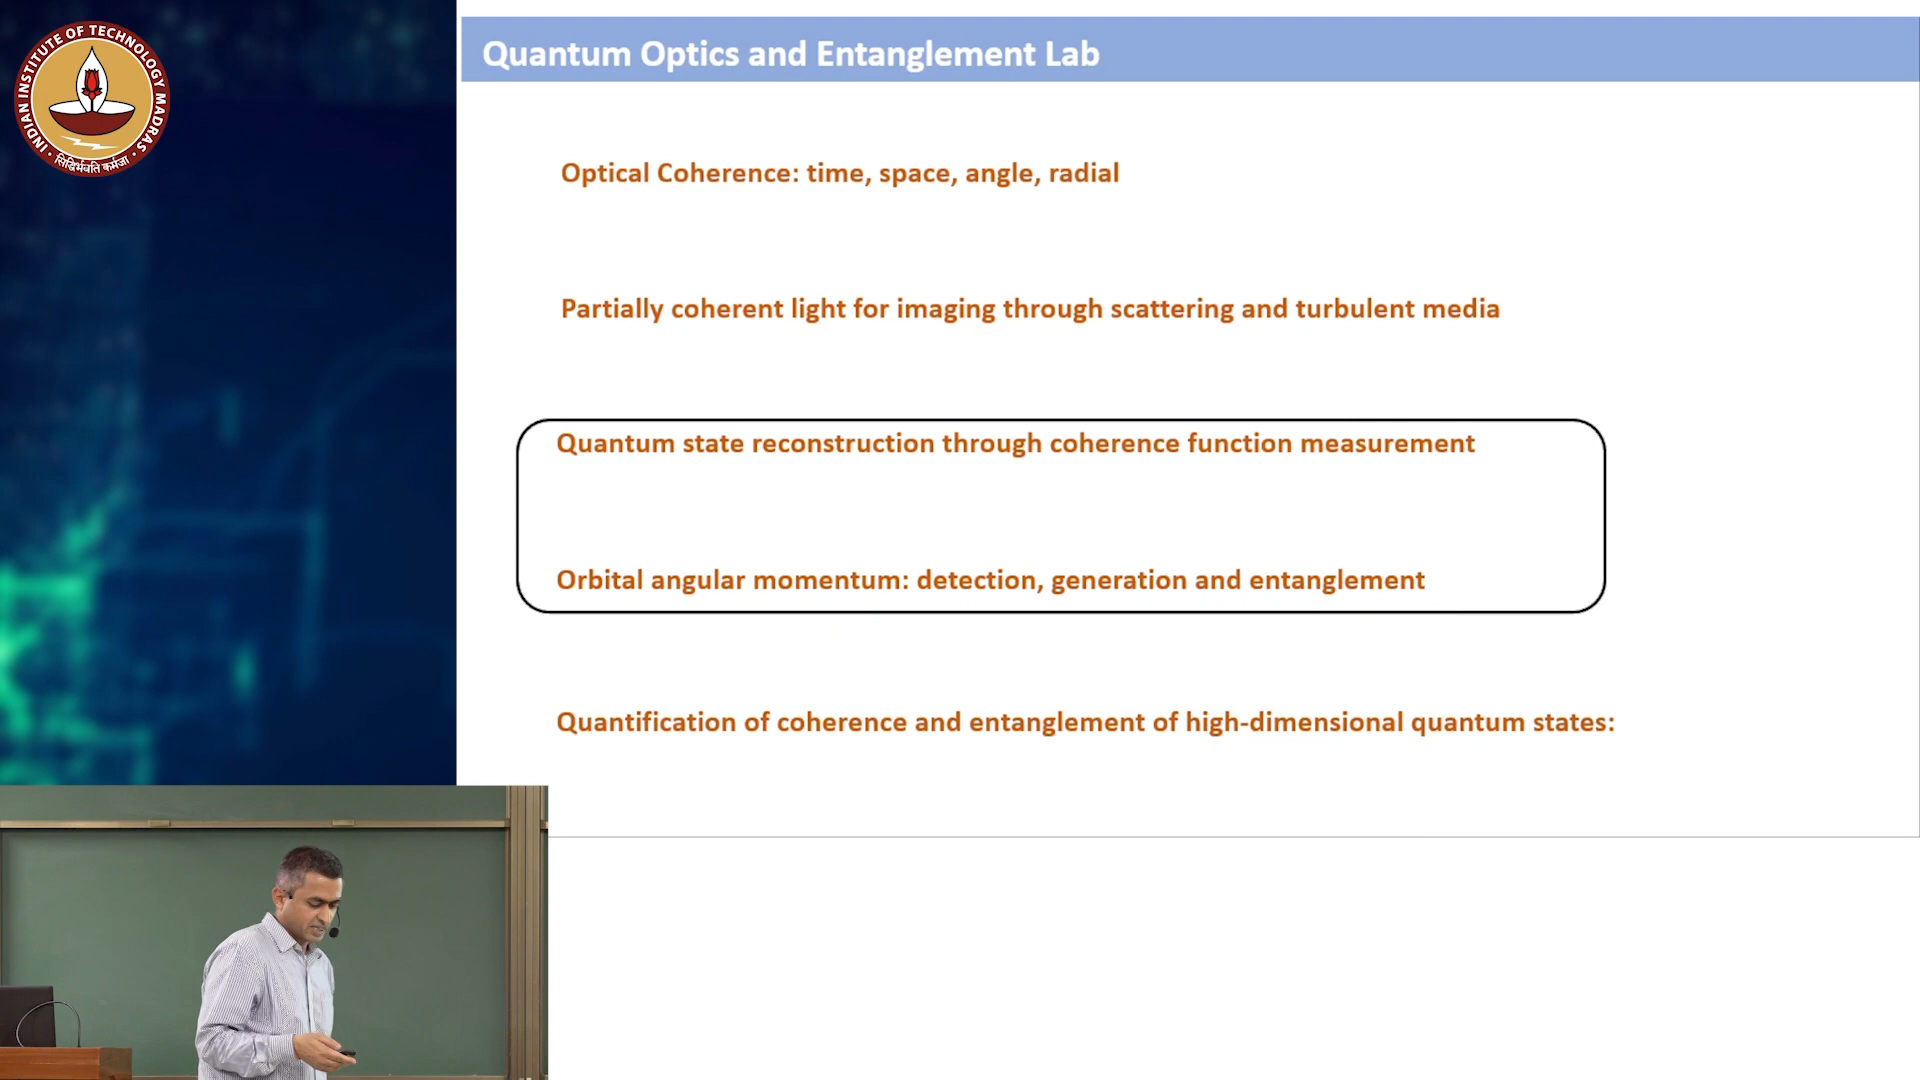 INDIAN INSTITUTE OF TECHNOLOGY MADRAS
सिद्धिर्भवति कर्मजा
Quantum Optics and Entanglement Lab
Optical Coherence: time, space, angle, radial
Partially coherent light for imaging through scattering and turbulent media
Quantum state reconstruction through coherence function measurement
Orbital angular momentum: detection, generation and entanglement
Quantification of coherence and entanglement of high-dimensional quantum states: